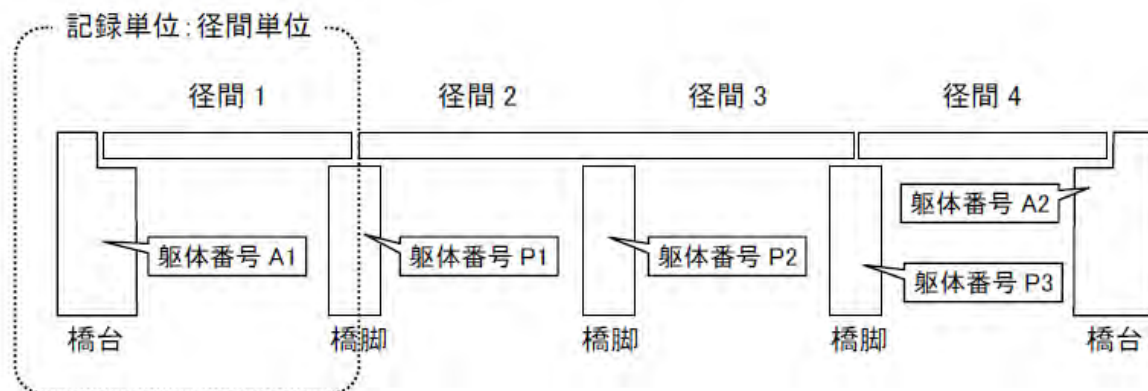 記録単位:径間単位
径間 1
径間 2
径間 3
径間 4
躯体番号 A1
躯体番号 P1
躯体番号 P2
躯体番号 A2
躯体番号 P3
橋台
橋脚
橋脚
橋脚
橋台